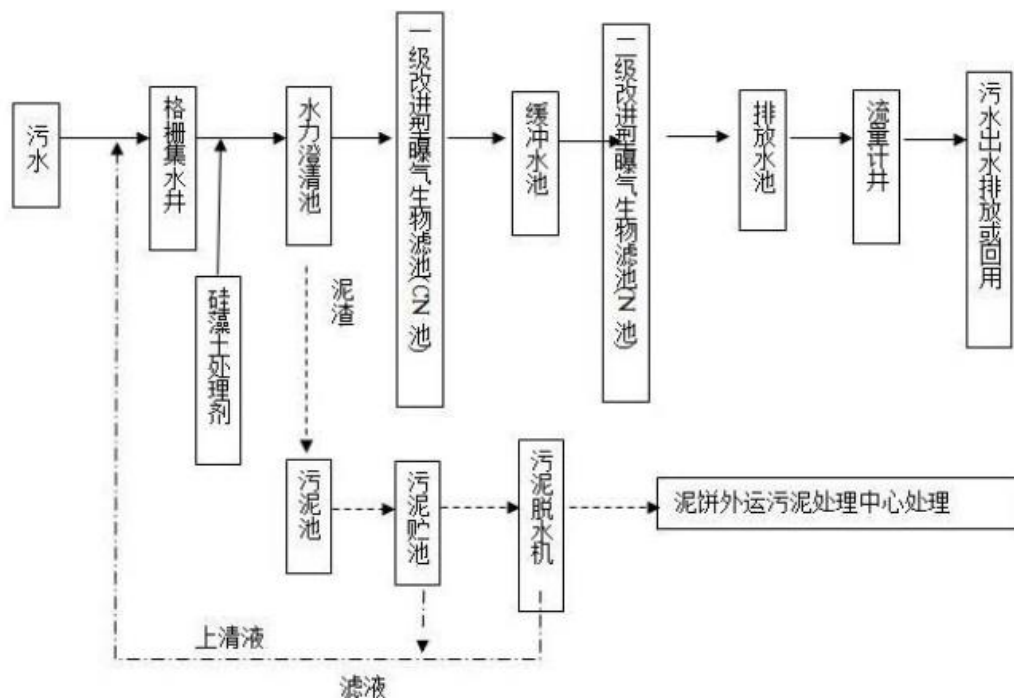 污水
格栅集水井
水力澄清池
一级改进型曝气生物滤池(CN 池)
缓冲水池
二级改进型曝气生物滤池(N 池)
排放水池
流量计井
污水出水排放或回用
硅藻土处理剂
泥渣
污泥池
污泥贮池
污泥脱水机
泥饼外运污泥处理中心处理
上清液
滤液